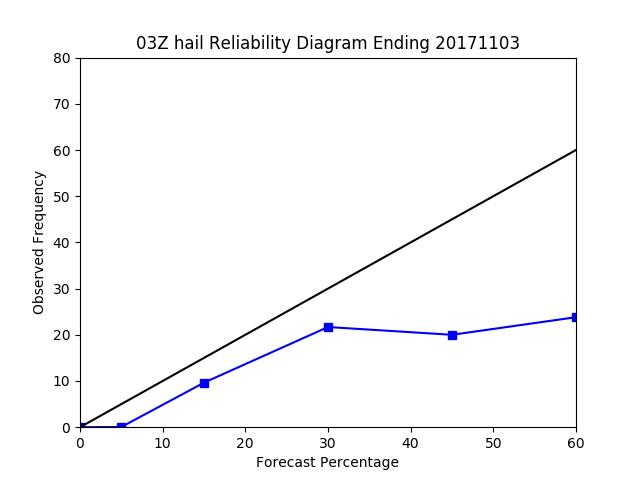 03Z hail Reliability Diagram Ending 20171103
80
70
60
50
40
30
20
10
0
Observed Frequency
0 10 20 30 40 50 60
Forecast Percentage